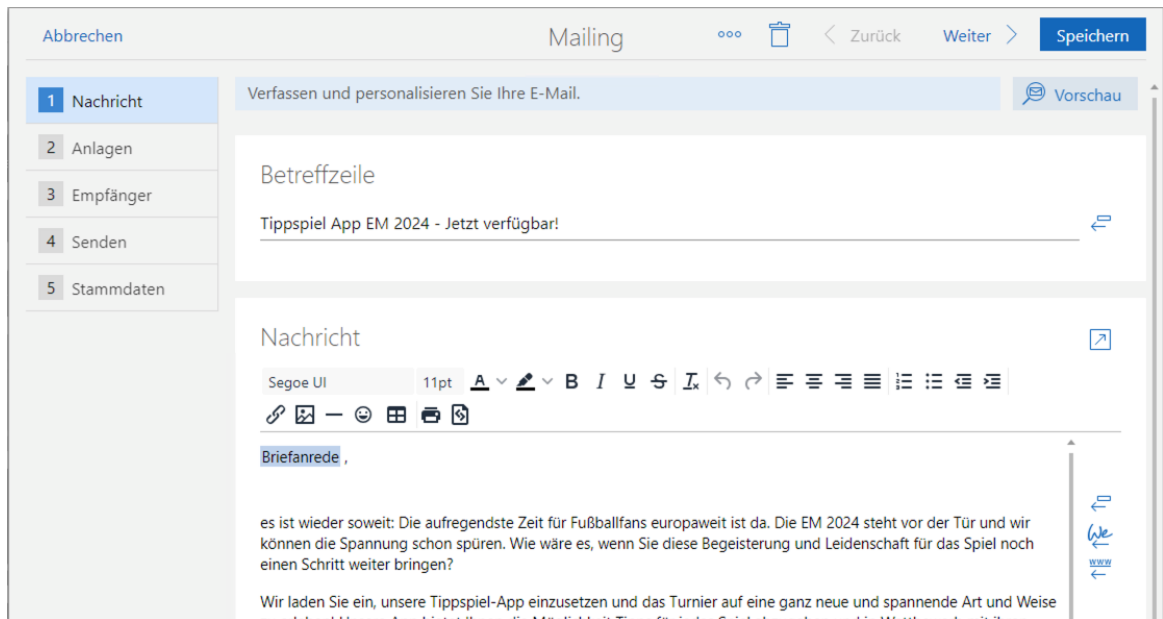 Abbrechen Mailing Zurück Weiter Speichern
1 Nachricht
2 Anlagen
3 Empfänger
4 Senden
5 Stammdaten
Verfassen und personalisieren Sie Ihre E-Mail. Vorschau
Betreffzeile
Tippspiel App EM 2024 - Jetzt verfügbar!
Nachricht
Segoe UI 11pt
Briefanrede ,
es ist wieder soweit: Die aufregendste Zeit für Fußballfans europaweit ist da. Die EM 2024 steht vor der Tür und wir
können die Spannung schon spüren. Wie wäre es, wenn Sie diese Begeisterung und Leidenschaft für das Spiel noch
einen Schritt weiter bringen?
www
Wir laden Sie ein, unsere Tippspiel-App einzusetzen und das Turnier auf eine ganz neue und spannende Art und Weise